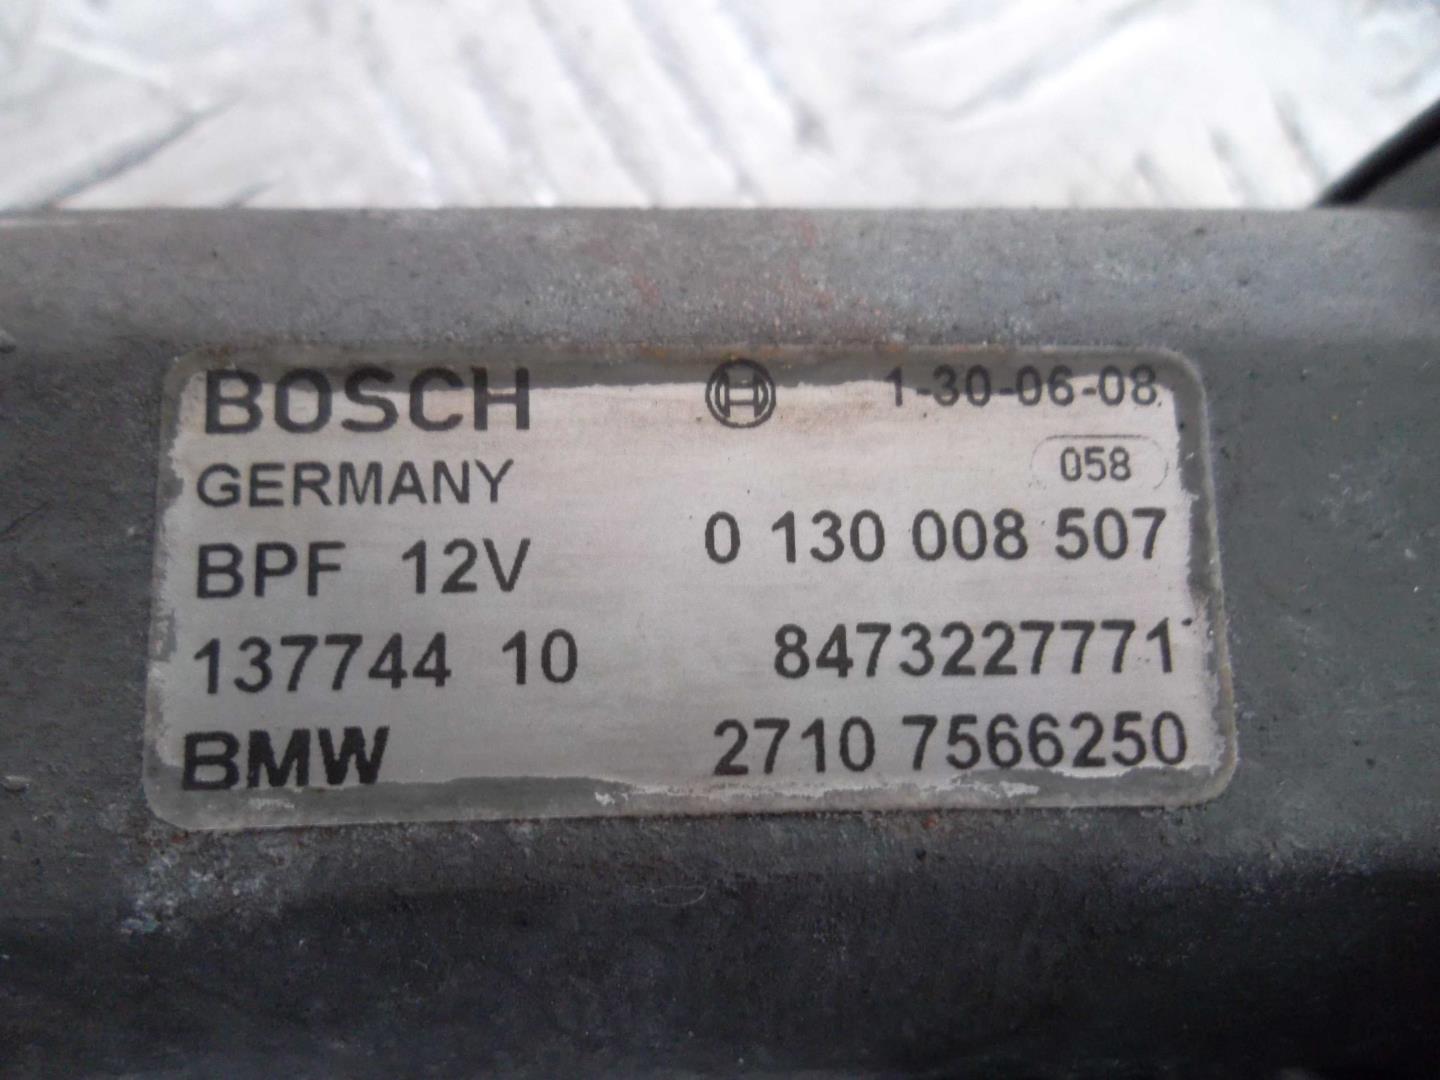 BOSCH 1-30-06-08
GERMANY 058
BPF 12V 0 130 008 507
137744 10 8473227771
BMW 2710 7566250